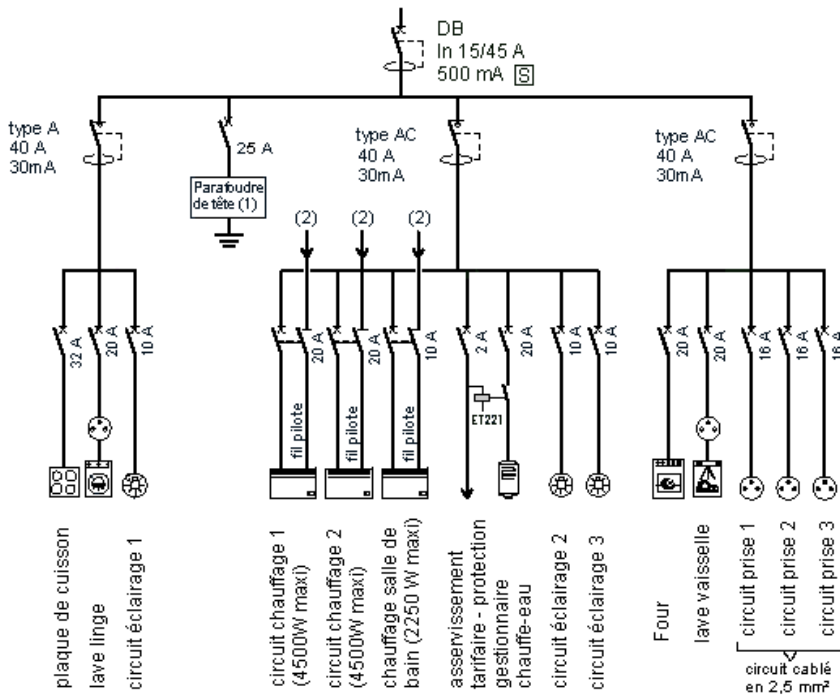 DB
In 15/45 A
500 mA S
type A
40 A
30mA
25 A
type AC
40 A
30mA
type AC
40 A
30mA
Parafoudre
de tête (1)
(2)
(2)
(2)
32 A
20 A
10 A
20 A
20 A
10 A
2 A
20 A
10 A
10 A
20 A
20 A
16 A
16 A
16 A
fil pilote
fil pilote
fil pilote
ET221
plaque de cuisson
lave linge
circuit éclairage 1
circuit chauffage 1
(4500W maxi)
circuit chauffage 2
(4500W maxi)
chauffage salle de
bain (2250 W maxi)
asservissement
tarifaire - protection
gestionnaire
chauffe-eau
circuit éclairage 2
circuit éclairage 3
Four
lave vaisselle
circuit prise 1
circuit prise 2
circuit prise 3
circuit cablé
en 2,5 mm²